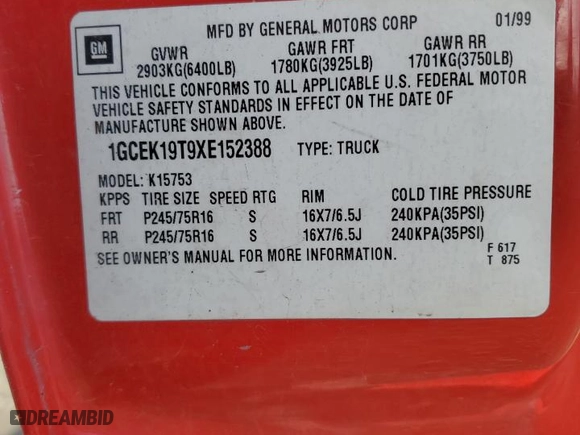 MFD BY GENERAL MOTORS CORP 01/99
GM
GVWR GAWR FRT GAWR RR
2903KG(6400LB) 1780KG(3925LB) 1701KG(3750LB)
THIS VEHICLE CONFORMS TO ALL APPLICABLE U.S. FEDERAL MOTOR
VEHICLE SAFETY STANDARDS IN EFFECT ON THE DATE OF
MANUFACTURE SHOWN ABOVE.
1GCEK19T9XE152388 TYPE: TRUCK
MODEL: K15753
KPPS TIRE SIZE SPEED RTG RIM COLD TIRE PRESSURE
FRT P245/75R16 S 16X7/6.5J 240KPA(35PSI)
RR P245/75R16 S 16X7/6.5J 240KPA(35PSI)
SEE OWNER'S MANUAL FOR MORE INFORMATION. F 617
T 875
DREAMBID